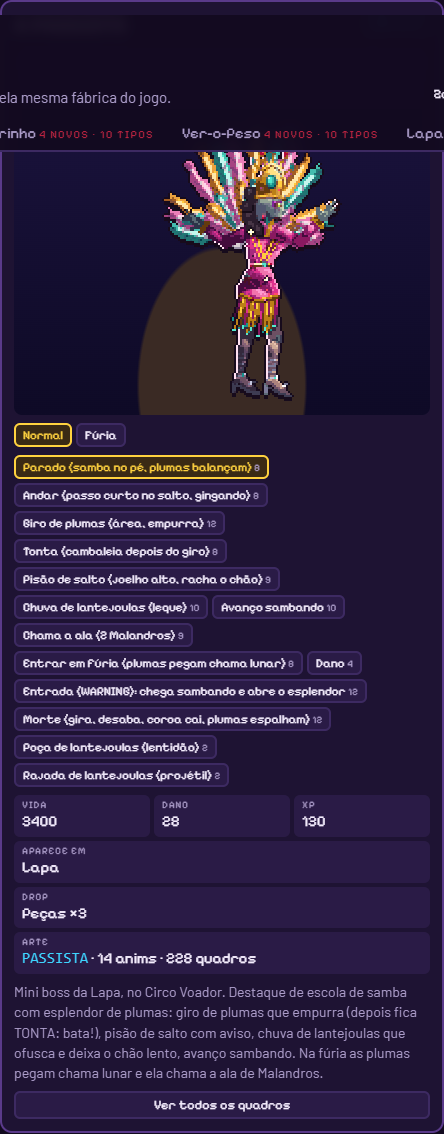 ela mesma fábrica do jogo.
rinho 4 NOVOS · 10 TIPOS Ver-o-Peso 4 NOVOS · 10 TIPOS Lapa
Normal Fúria
Parado (samba no pé, plumas balançam) 8
Andar (passo curto no salto, gingando) 8
Giro de plumas (área, empurra) 12
Tonta (cambaleia depois do giro) 8
Pisão de salto (joelho alto, racha o chão) 9
Chuva de lantejoulas (leque) 10 Avanço sambando 10
Chama a ala (2 Malandros) 9
Entrar em Fúria (plumas pegam chama lunar) 8 Dano 4
Entrada (WARNING): chega sambando e abre o esplendor 12
Morte (gira, desaba, coroa cai, plumas espalham) 12
Poça de lantejoulas (lentidão) 2
Rajada de lantejoulas (projétil) 2
VIDA DANO XP
3400 28 130
APARECE EM
Lapa
DROP
Peças ×3
ARTE
PASSISTA · 14 anims · 228 quadros
Mini boss da Lapa, no Circo Voador. Destaque de escola de samba
com esplendor de plumas: giro de plumas que empurra (depois fica
TONTA: bata!), pisão de salto com aviso, chuva de lantejoulas que
ofusca e deixa o chão lento, avanço sambando. Na fúria as plumas
pegam chama lunar e ela chama a ala de Malandros.
Ver todos os quadros